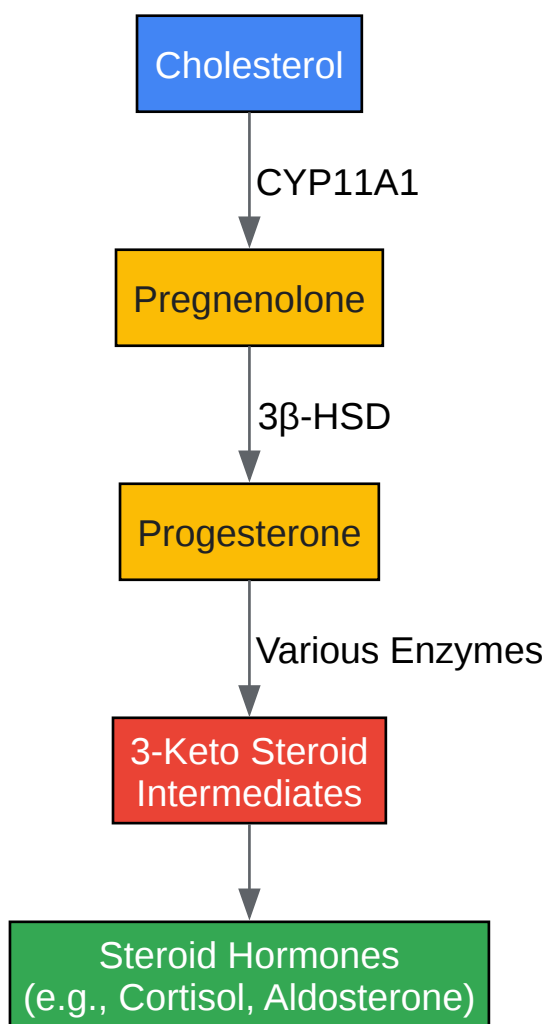 Cholesterol
CYP11A1
Pregnenolone
3β-HSD
Progesterone
Various Enzymes
3-Keto Steroid
Intermediates
Steroid Hormones
(e.g., Cortisol, Aldosterone)